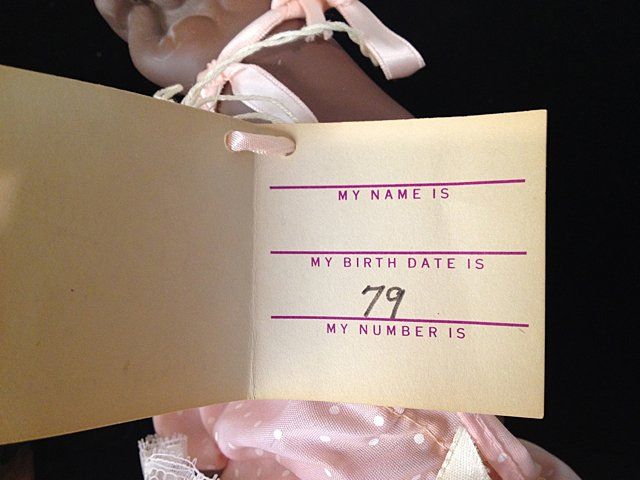 MY NAME IS
MY BIRTH DATE IS
79
MY NUMBER IS